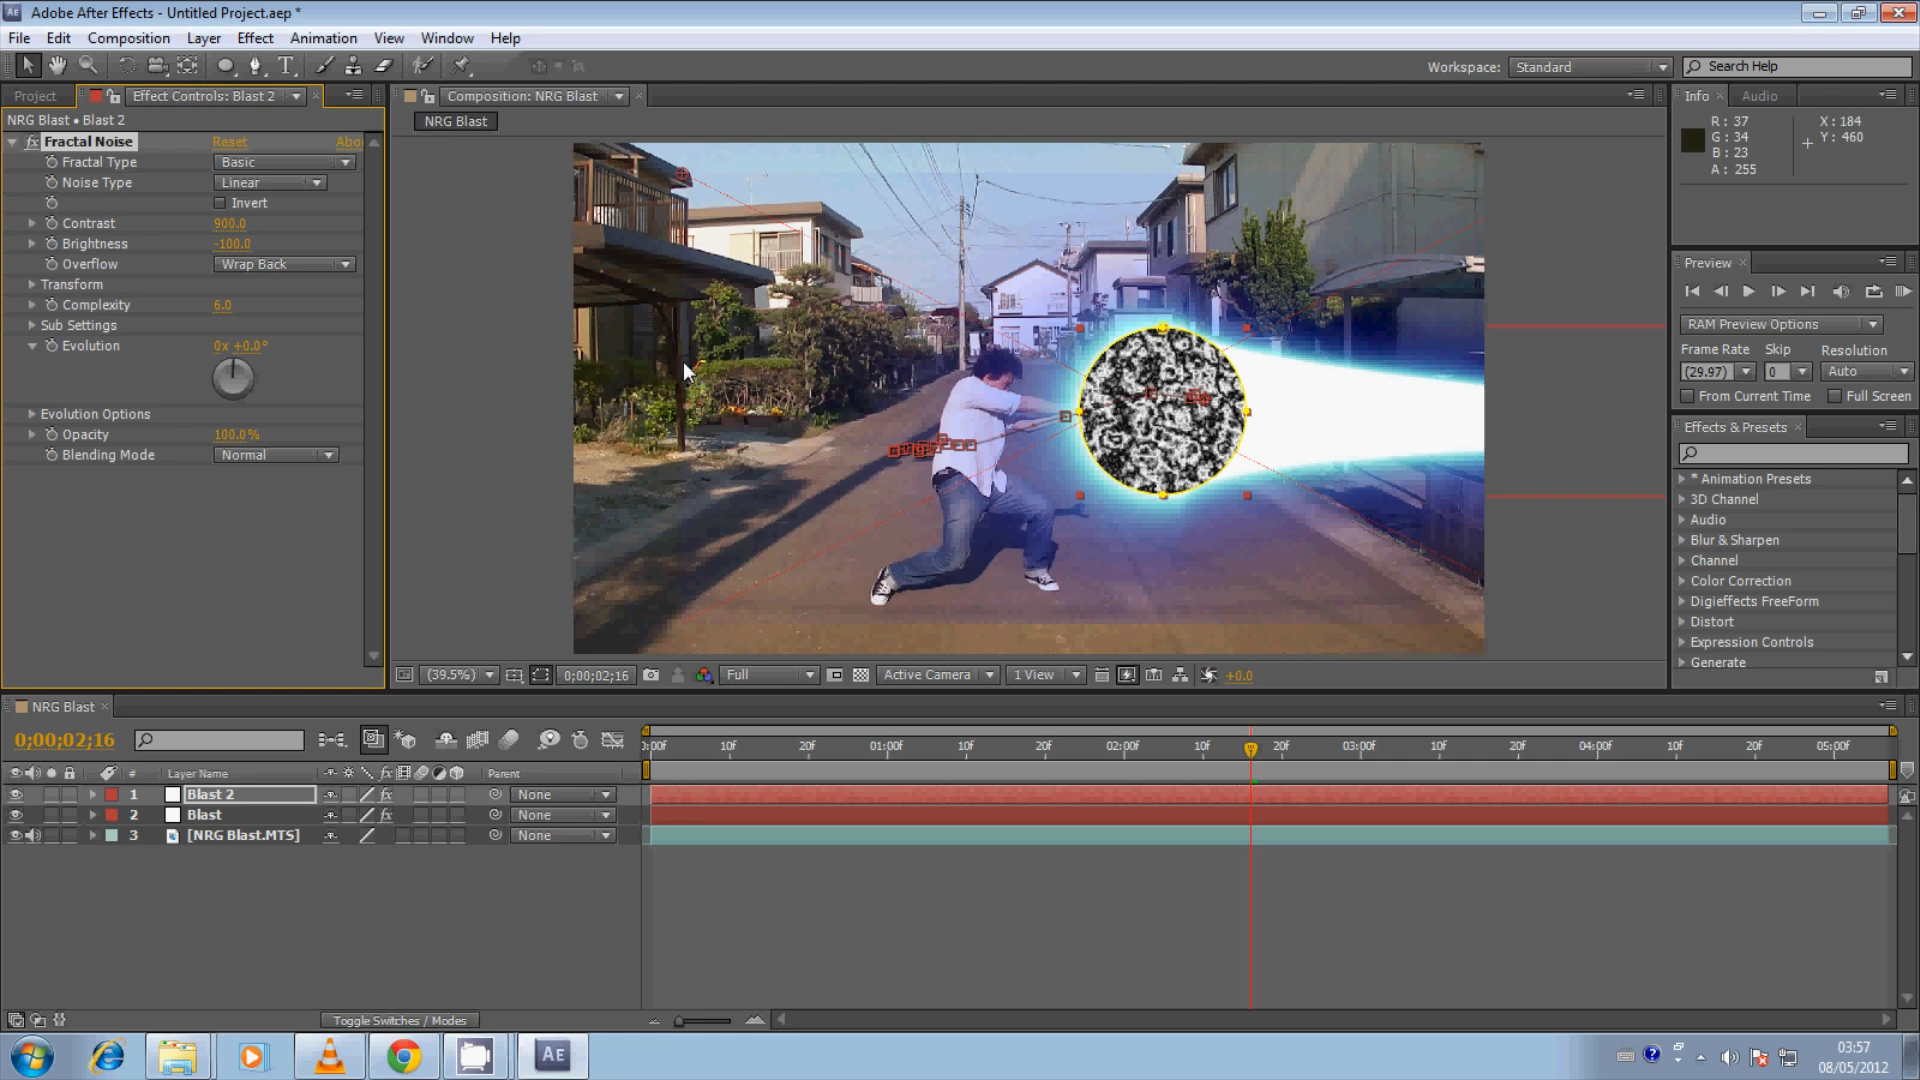 Adobe After Effects - Untitled Project.aep *
File Edit Composition Layer Effect Animation View Window Help
Workspace: Standard Search Help
Project Effect Controls: Blast 2
Composition: NRG Blast
Info Audio
NRG Blast • Blast 2
NRG Blast
R: 37 X: 184
G: 34 Y: 460
B: 23
A: 255
fx Fractal Noise Reset Abo
Fractal Type Basic
Noise Type Linear
Invert
Contrast 900.0
Brightness -100.0
Overflow Wrap Back
Transform
Complexity 6.0
Sub Settings
Evolution 0x +0.0°
Evolution Options
Opacity 100.0%
Blending Mode Normal
Preview
RAM Preview Options
Frame Rate Skip Resolution
(29.97) 0 Auto
From Current Time Full Screen
Effects & Presets
* Animation Presets
3D Channel
Audio
Blur & Sharpen
Channel
Color Correction
Digieffects FreeForm
Distort
Expression Controls
Generate
(39.5%) 0;00;02;16 Full Active Camera 1 View +0.0
NRG Blast
0;00;02;16
0:00f 10f 20f 01:00f 10f 20f 02:00f 10f 20f 03:00f 10f 20f 04:00f 10f 20f 05:00f
# Layer Name fx Parent
1 Blast 2 fx None
2 Blast fx None
3 [NRG Blast.MTS] None
Toggle Switches / Modes
AE
03:57
08/05/2012